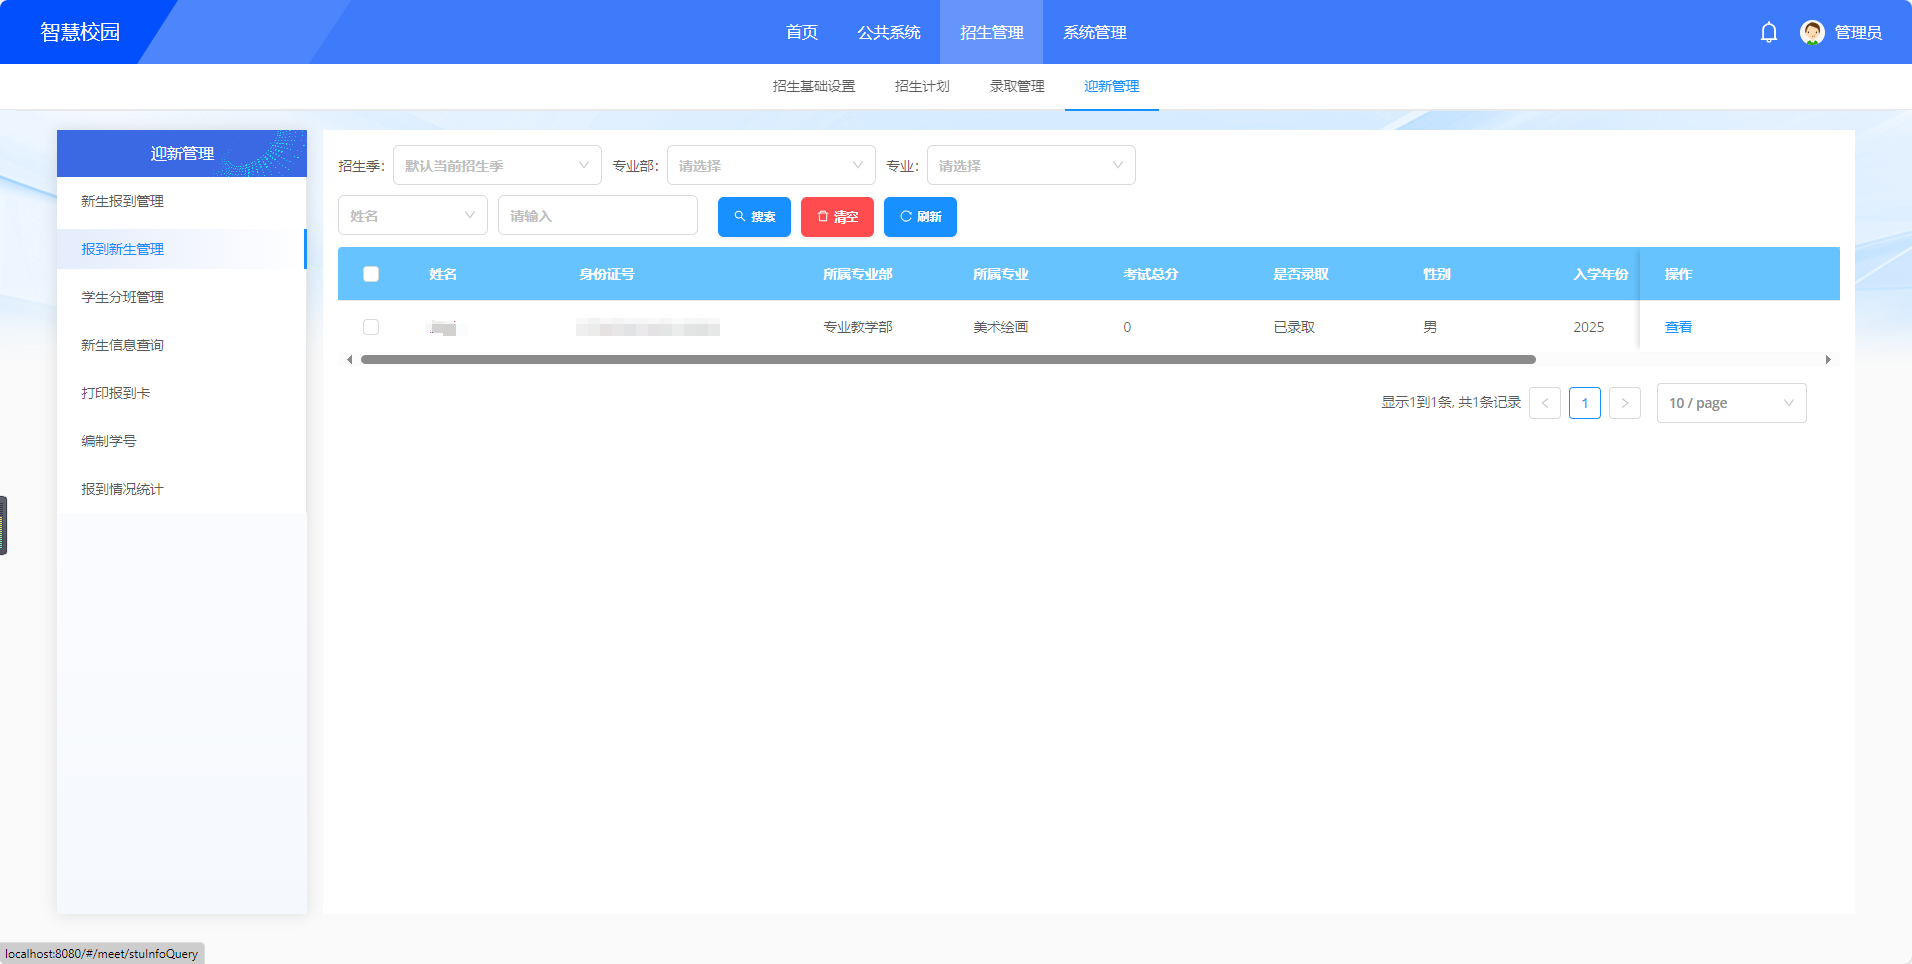 智慧校园 首页 公共系统 招生管理 系统管理 管理员
招生基础设置 招生计划 录取管理 迎新管理
迎新管理
新生报到管理
报到新生管理
学生分班管理
新生信息查询
打印报到卡
编制学号
报到情况统计
招生季: 默认当前招生季 专业部: 请选择 专业: 请选择
姓名 请输入 搜索 清空 刷新
姓名 身份证号 所属专业部 所属专业 考试总分 是否录取 性别 入学年份 操作
专业教学部 美术绘画 0 已录取 男 2025 查看
显示1到1条, 共1条记录 < 1 > 10 / page
localhost:8080/#/meet/stuInfoQuery